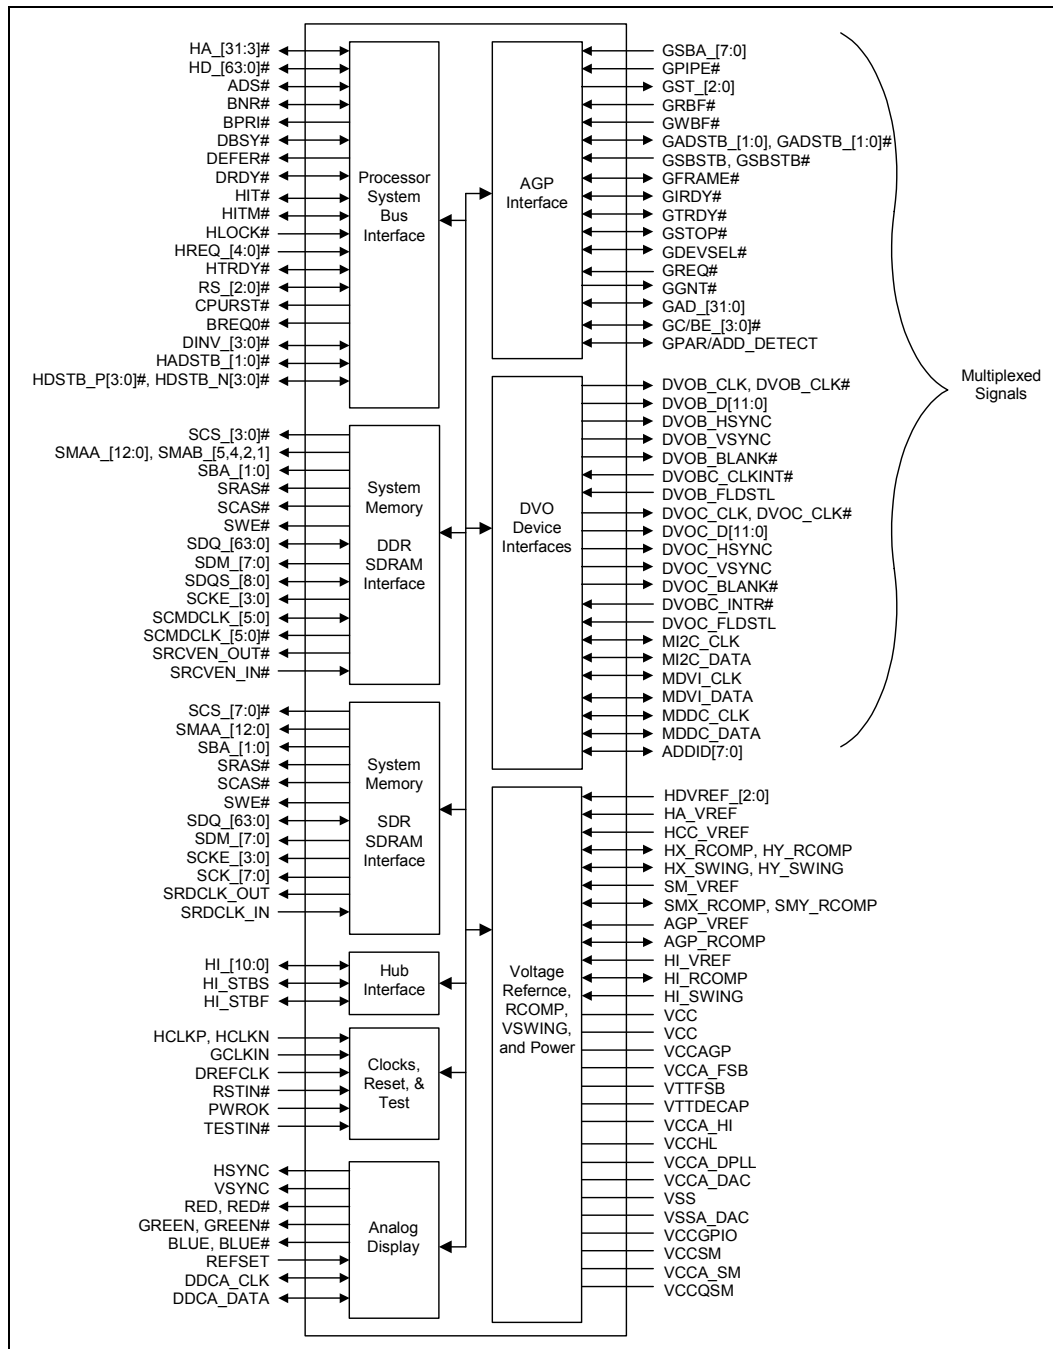 HA_[31:3]#
HD_[63:0]#
ADS#
BNR#
BPRI#
DBSY#
DEFER#
DRDY#
HIT#
HITM#
HLOCK#
HREQ_[4:0]#
HTRDY#
RS_[2:0]#
CPURST#
BREQ0#
DINV_[3:0]#
HADSTB_[1:0]#
HDSTB_P[3:0]#, HDSTB_N[3:0]#
Processor
System
Bus
Interface
SCS_[3:0]#
SMAA_[12:0], SMAB_[5,4,2,1]
SBA_[1:0]
SRAS#
SCAS#
SWE#
SDQ_[63:0]
SDM_[7:0]
SDQS_[8:0]
SCKE_[3:0]
SCMDCLK_[5:0]
SCMDCLK_[5:0]#
SRCVEN_OUT#
SRCVEN_IN#
System
Memory
DDR
SDRAM
Interface
SCS_[7:0]#
SMAA_[12:0]
SBA_[1:0]
SRAS#
SCAS#
SWE#
SDQ_[63:0]
SDM_[7:0]
SCKE_[3:0]
SCK_[7:0]
SRDCLK_OUT
SRDCLK_IN
System
Memory
SDR
SDRAM
Interface
HI_[10:0]
HI_STBS
HI_STBF
Hub
Interface
HCLKP, HCLKN
GCLKIN
DREFCLK
RSTIN#
PWROK
TESTIN#
Clocks,
Reset, &
Test
HSYNC
VSYNC
RED, RED#
GREEN, GREEN#
BLUE, BLUE#
REFSET
DDCA_CLK
DDCA_DATA
Analog
Display
AGP
Interface
GSBA_[7:0]
GPIPE#
GST_[2:0]
GRBF#
GWBF#
GADSTB_[1:0], GADSTB_[1:0]#
GSBSTB, GSBSTB#
GFRAME#
GIRDY#
GTRDY#
GSTOP#
GDEVSEL#
GREQ#
GGNT#
GAD_[31:0]
GC/BE_[3:0]#
GPAR/ADD_DETECT
DVO
Device
Interfaces
DVOB_CLK, DVOB_CLK#
DVOB_D[11:0]
DVOB_HSYNC
DVOB_VSYNC
DVOB_BLANK#
DVOBC_CLKINT#
DVOB_FLDSTL
DVOC_CLK, DVOC_CLK#
DVOC_D[11:0]
DVOC_HSYNC
DVOC_VSYNC
DVOC_BLANK#
DVOBC_INTR#
DVOC_FLDSTL
MI2C_CLK
MI2C_DATA
MDVI_CLK
MDVI_DATA
MDDC_CLK
MDDC_DATA
ADDID[7:0]
Multiplexed
Signals
Voltage
Refernce,
RCOMP,
VSWING,
and Power
HDVREF_[2:0]
HA_VREF
HCC_VREF
HX_RCOMP, HY_RCOMP
HX_SWING, HY_SWING
SM_VREF
SMX_RCOMP, SMY_RCOMP
AGP_VREF
AGP_RCOMP
HI_VREF
HI_RCOMP
HI_SWING
VCC
VCC
VCCAGP
VCCA_FSB
VTTFSB
VTTDECAP
VCCA_HI
VCCHL
VCCA_DPLL
VCCA_DAC
VSS
VSSA_DAC
VCCGPIO
VCCSM
VCCA_SM
VCCQSM